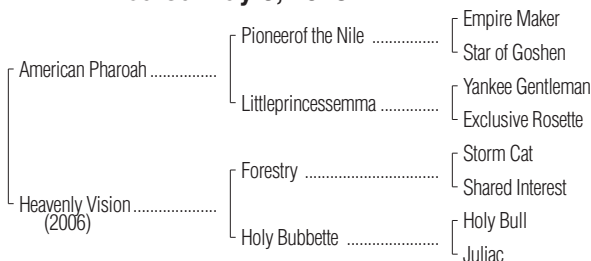 Empire Maker
Pioneerof the Nile ................
Star of Goshen
American Pharoah ................
Yankee Gentleman
Littleprincessemma ..............
Exclusive Rosette
Storm Cat
Forestry ................................
Shared Interest
Heavenly Vision ....................
(2006)
Holy Bull
Holy Bubbette ......................
Juliac